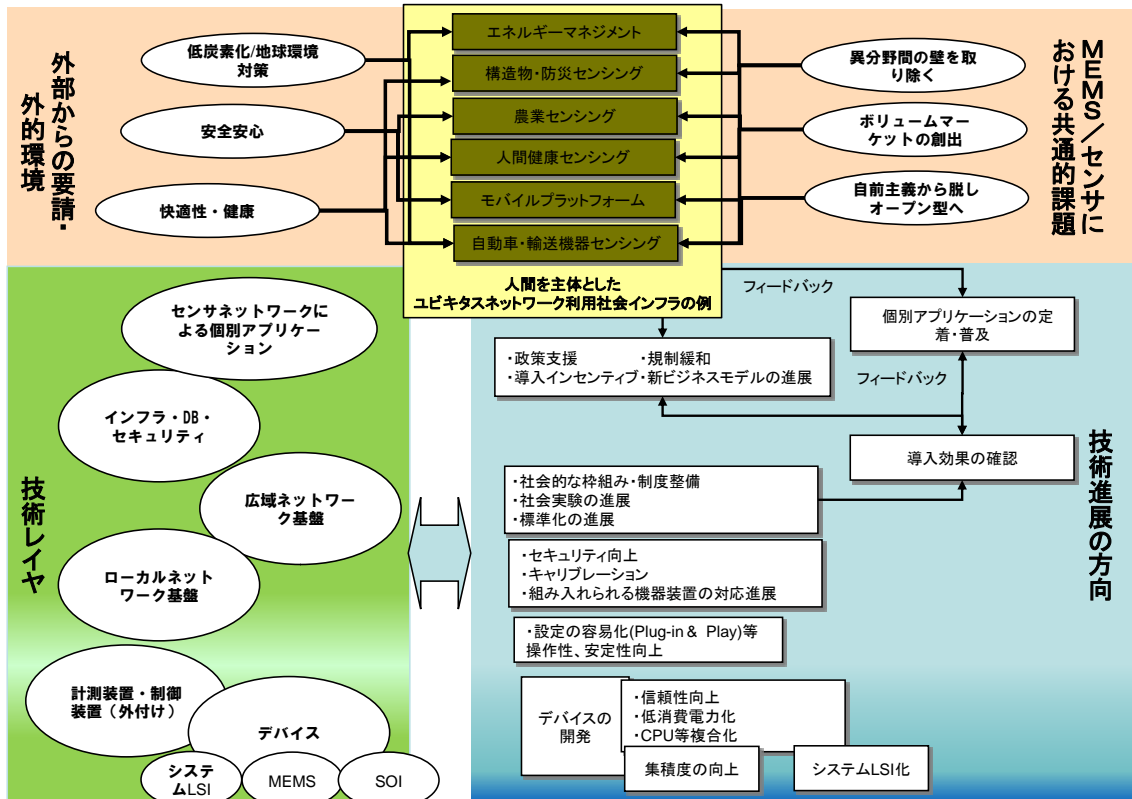 外部からの要請・
外的環境
低炭素化/地球環境
対策
安全安心
快適性・健康
エネルギーマネジメント
構造物・防災センシング
農業センシング
人間健康センシング
モバイルプラットフォーム
自動車・輸送機器センシング
人間を主体とした
ユビキタスネットワーク利用社会インフラの例
異分野間の壁を取
り除く
ボリュームマー
ケットの創出
自前主義から脱し
オープン型へ
MEMS/センサに
おける共通的課題
技術レイヤ
センサネットワークに
よる個別アプリケー
ション
インフラ・DB・
セキュリティ
広域ネットワー
ク基盤
ローカルネット
ワーク基盤
計測装置・制御
装置(外付け)
デバイス
システ
ムLSI
MEMS
SOI
フィードバック
個別アプリケーションの定
着・普及
・政策支援 ・規制緩和
・導入インセンティブ・新ビジネスモデルの進展
フィードバック
導入効果の確認
・社会的な枠組み・制度整備
・社会実験の進展
・標準化の進展
・セキュリティ向上
・キャリブレーション
・組み入れられる機器装置の対応進展
・設定の容易化(Plug-in & Play)等
操作性、安定性向上
デバイスの
開発
・信頼性向上
・低消費電力化
・CPU等複合化
集積度の向上
システムLSI化
技術進展の方向